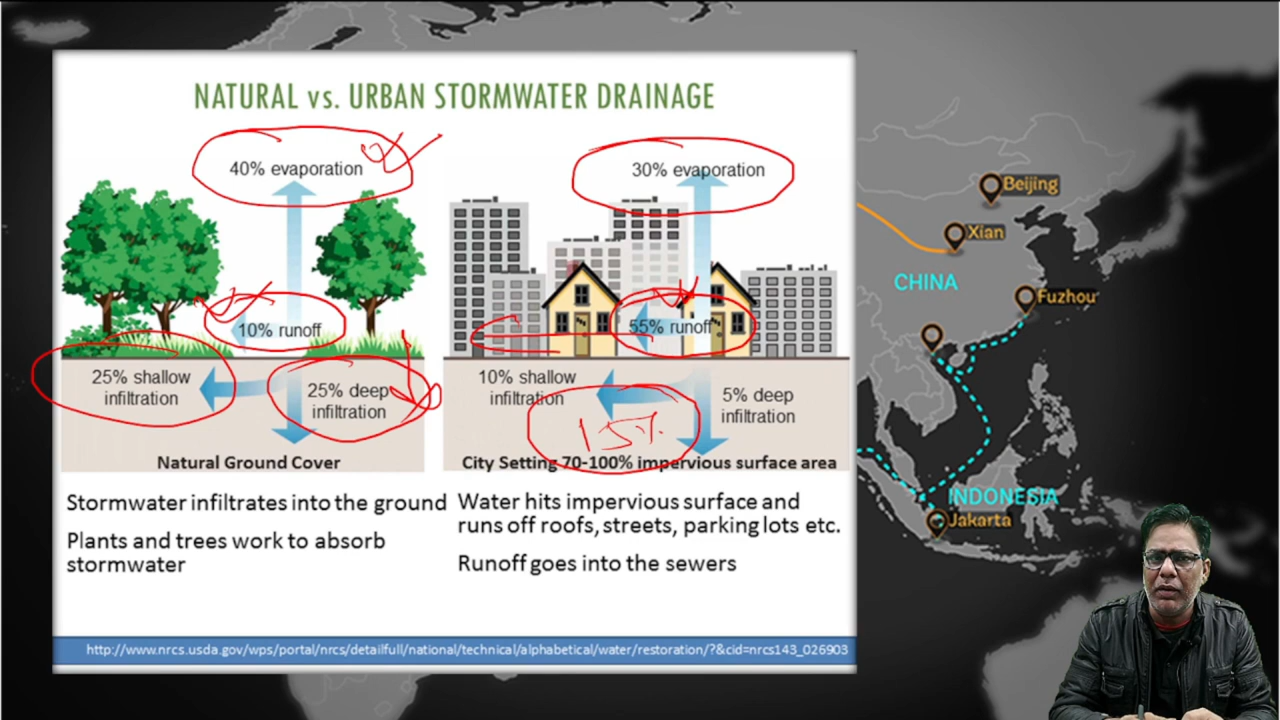 NATURAL vs. URBAN STORMWATER DRAINAGE
40% evaporation
10% runoff
25% shallow
infiltration
25% deep
infiltration
Natural Ground Cover
Stormwater infiltrates into the ground
Plants and trees work to absorb
stormwater
30% evaporation
55% runoff
10% shallow
infiltration
5% deep
infiltration
15%
City Setting 70-100% impervious surface area
Water hits impervious surface and
runs off roofs, streets, parking lots etc.
Runoff goes into the sewers
http://www.nrcs.usda.gov/wps/portal/nrcs/detailfull/national/technical/alphabetical/water/restoration/?&cid=nrcs143_026903
Beijing
Xian
CHINA
Fuzhou
INDONESIA
Jakarta